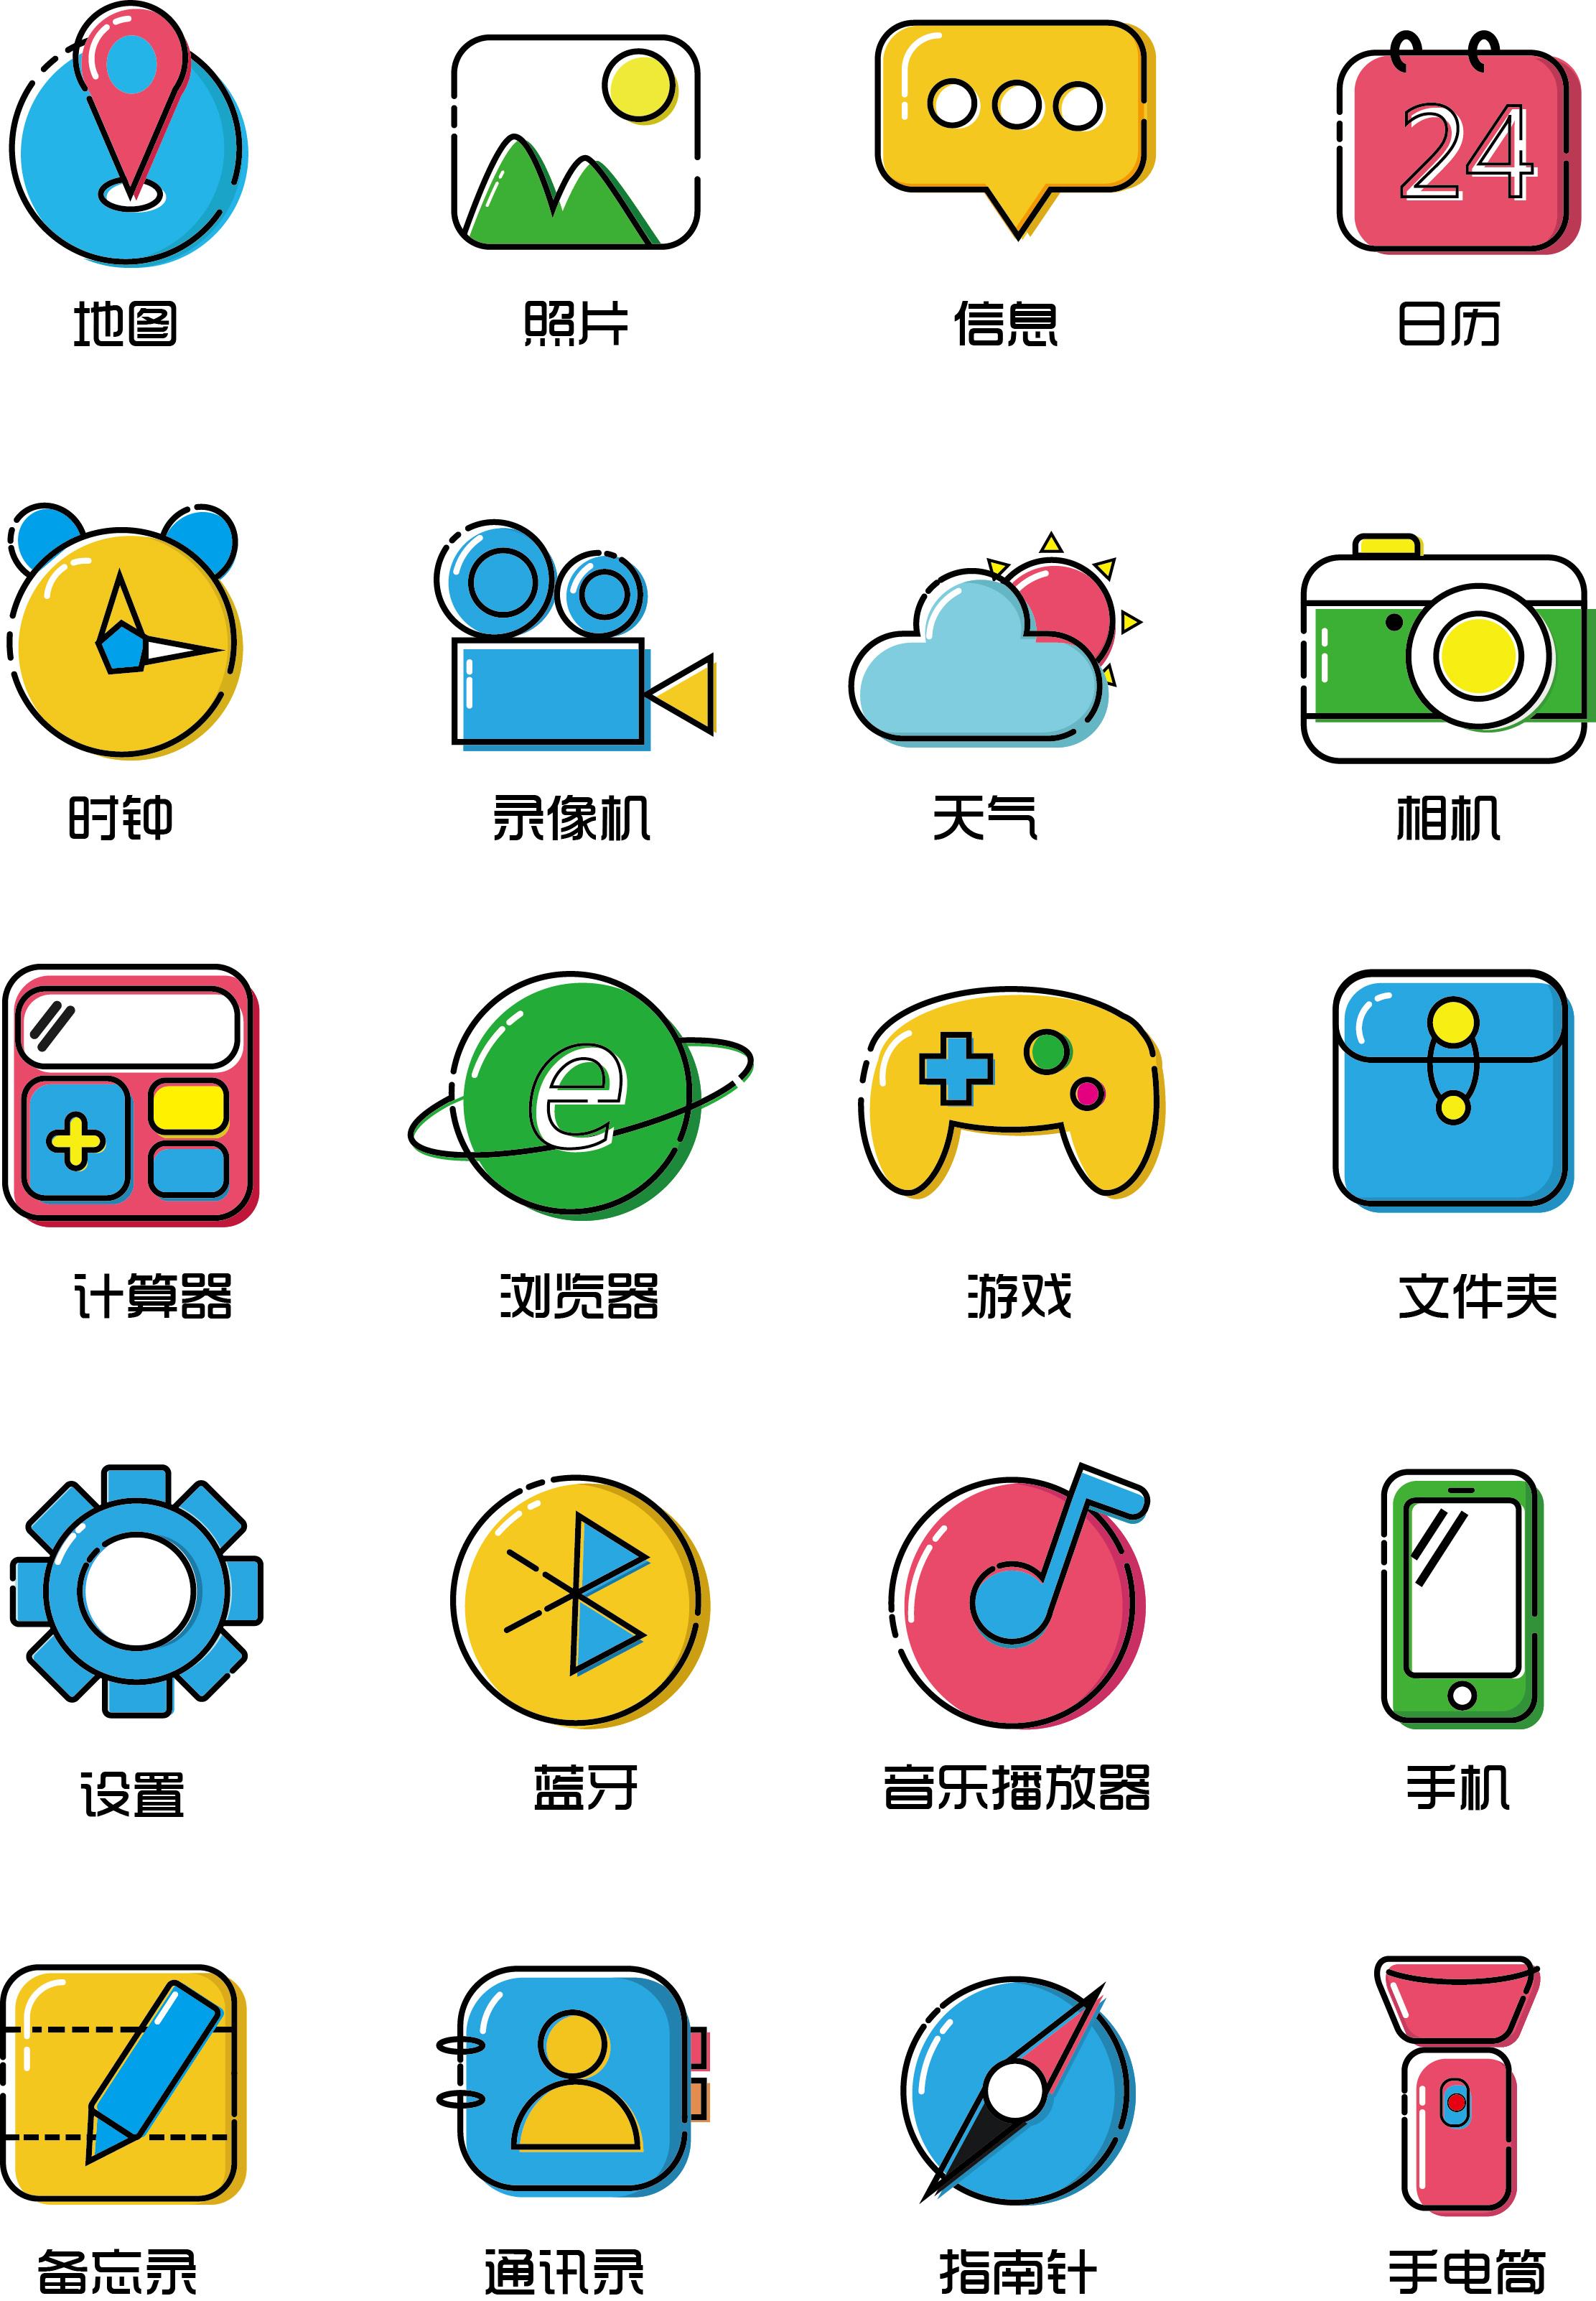 24
地图 照片 信息 日历
时钟 录像机 天气 相机
e
计算器 浏览器 游戏 文件夹
设置 蓝牙 音乐播放器 手机
备忘录 通讯录 指南针 手电筒